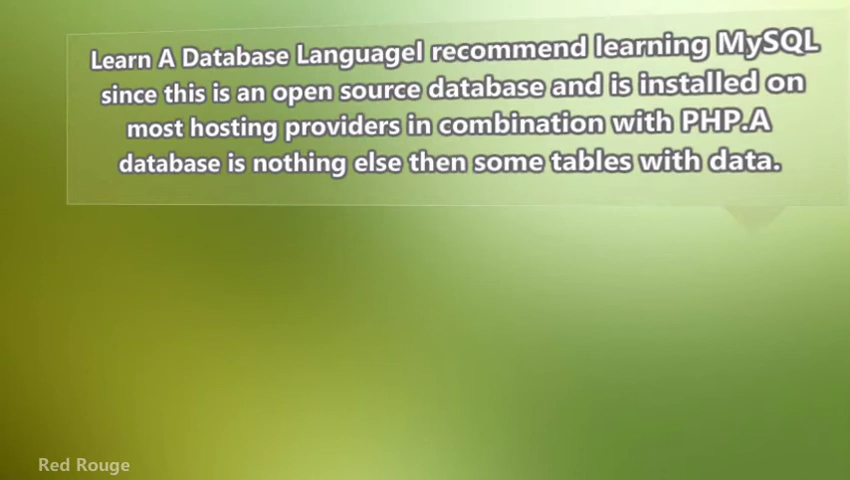 Learn A Database LanguageI recommend learning MySQL
since this is an open source database and is installed on
most hosting providers in combination with PHP.A
database is nothing else then some tables with data.
Red Rouge